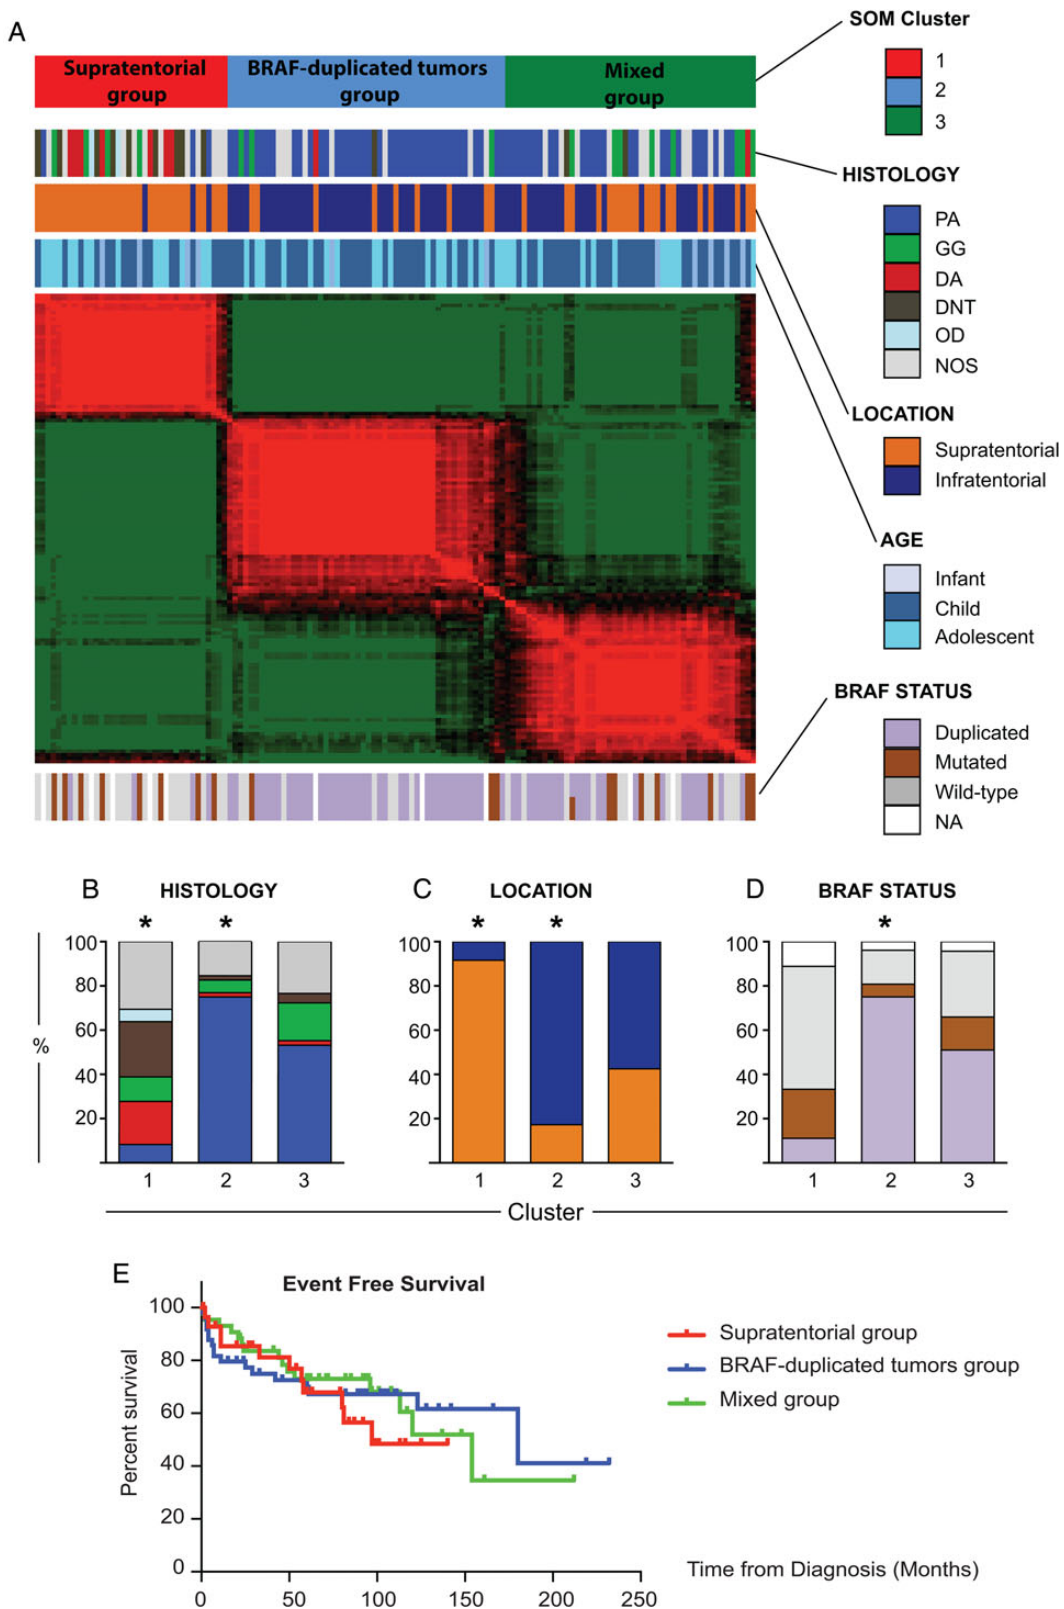 A
Supratentorial
group
BRAF-duplicated tumors
group
Mixed
group
SOM Cluster
1
2
3
HISTOLOGY
PA
GG
DA
DNT
OD
NOS
LOCATION
Supratentorial
Infratentorial
AGE
Infant
Child
Adolescent
BRAF STATUS
Duplicated
Mutated
Wild-type
NA
B
HISTOLOGY
* *
100
80
60
40
20
%
1 2 3
C
LOCATION
* *
100
80
60
40
20
1 2 3
D
BRAF STATUS
*
100
80
60
40
20
1 2 3
Cluster
E
Event Free Survival
Percent survival
100
80
60
40
20
0
0 50 100 150 200 250
Time from Diagnosis (Months)
Supratentorial group
BRAF-duplicated tumors group
Mixed group